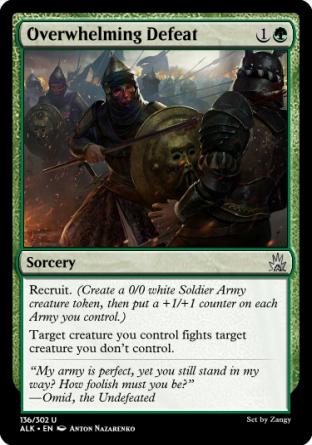 Overwhelming Defeat 1
Sorcery
Recruit. (Create a 0/0 white Soldier Army
creature token, then put a +1/+1 counter on each
Army you control.)
Target creature you control fights target
creature you don't control.
“My army is perfect, yet you still stand in my
way? How foolish must you be?”
—Omid, the Undefeated
136/302 U
Set by Zangy
ALK • EN Anton Nazarenko